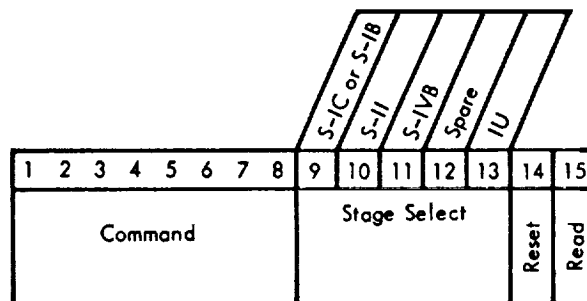 S-IC or S-IB
S-II
S-IVB
Spare
IU
1 2 3 4 5 6 7 8 9 10 11 12 13 14 15
Command
Stage Select
Reset
Read